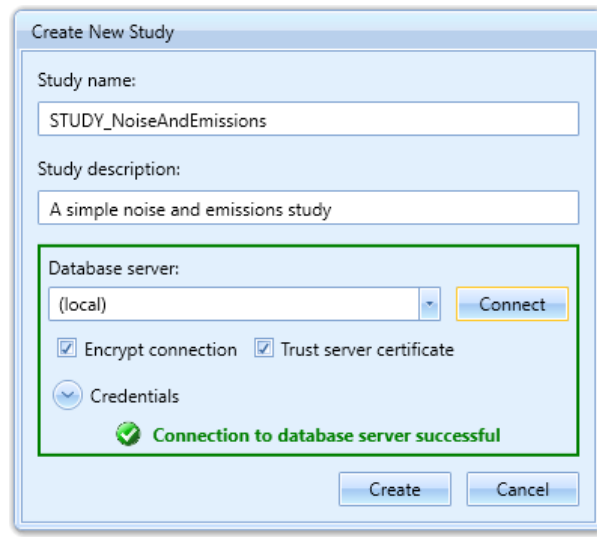 Create New Study
Study name:
STUDY_NoiseAndEmissions
Study description:
A simple noise and emissions study
Database server:
(local) Connect
Encrypt connection Trust server certificate
Credentials
Connection to database server successful
Create Cancel